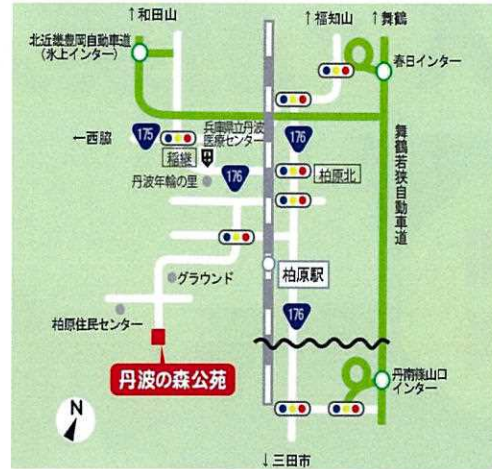 ↑和田山
↑福知山
↑舞鶴
北近畿豊岡自動車道
(氷上インター)
春日インター
兵庫県立丹波
医療センター
←西脇
175
稲継
176
176
柏原北
丹波年輪の里
舞鶴若狭自動車道
グラウンド
柏原駅
柏原住民センター
176
丹波の森公苑
丹南篠山口
インター
N
↓三田市